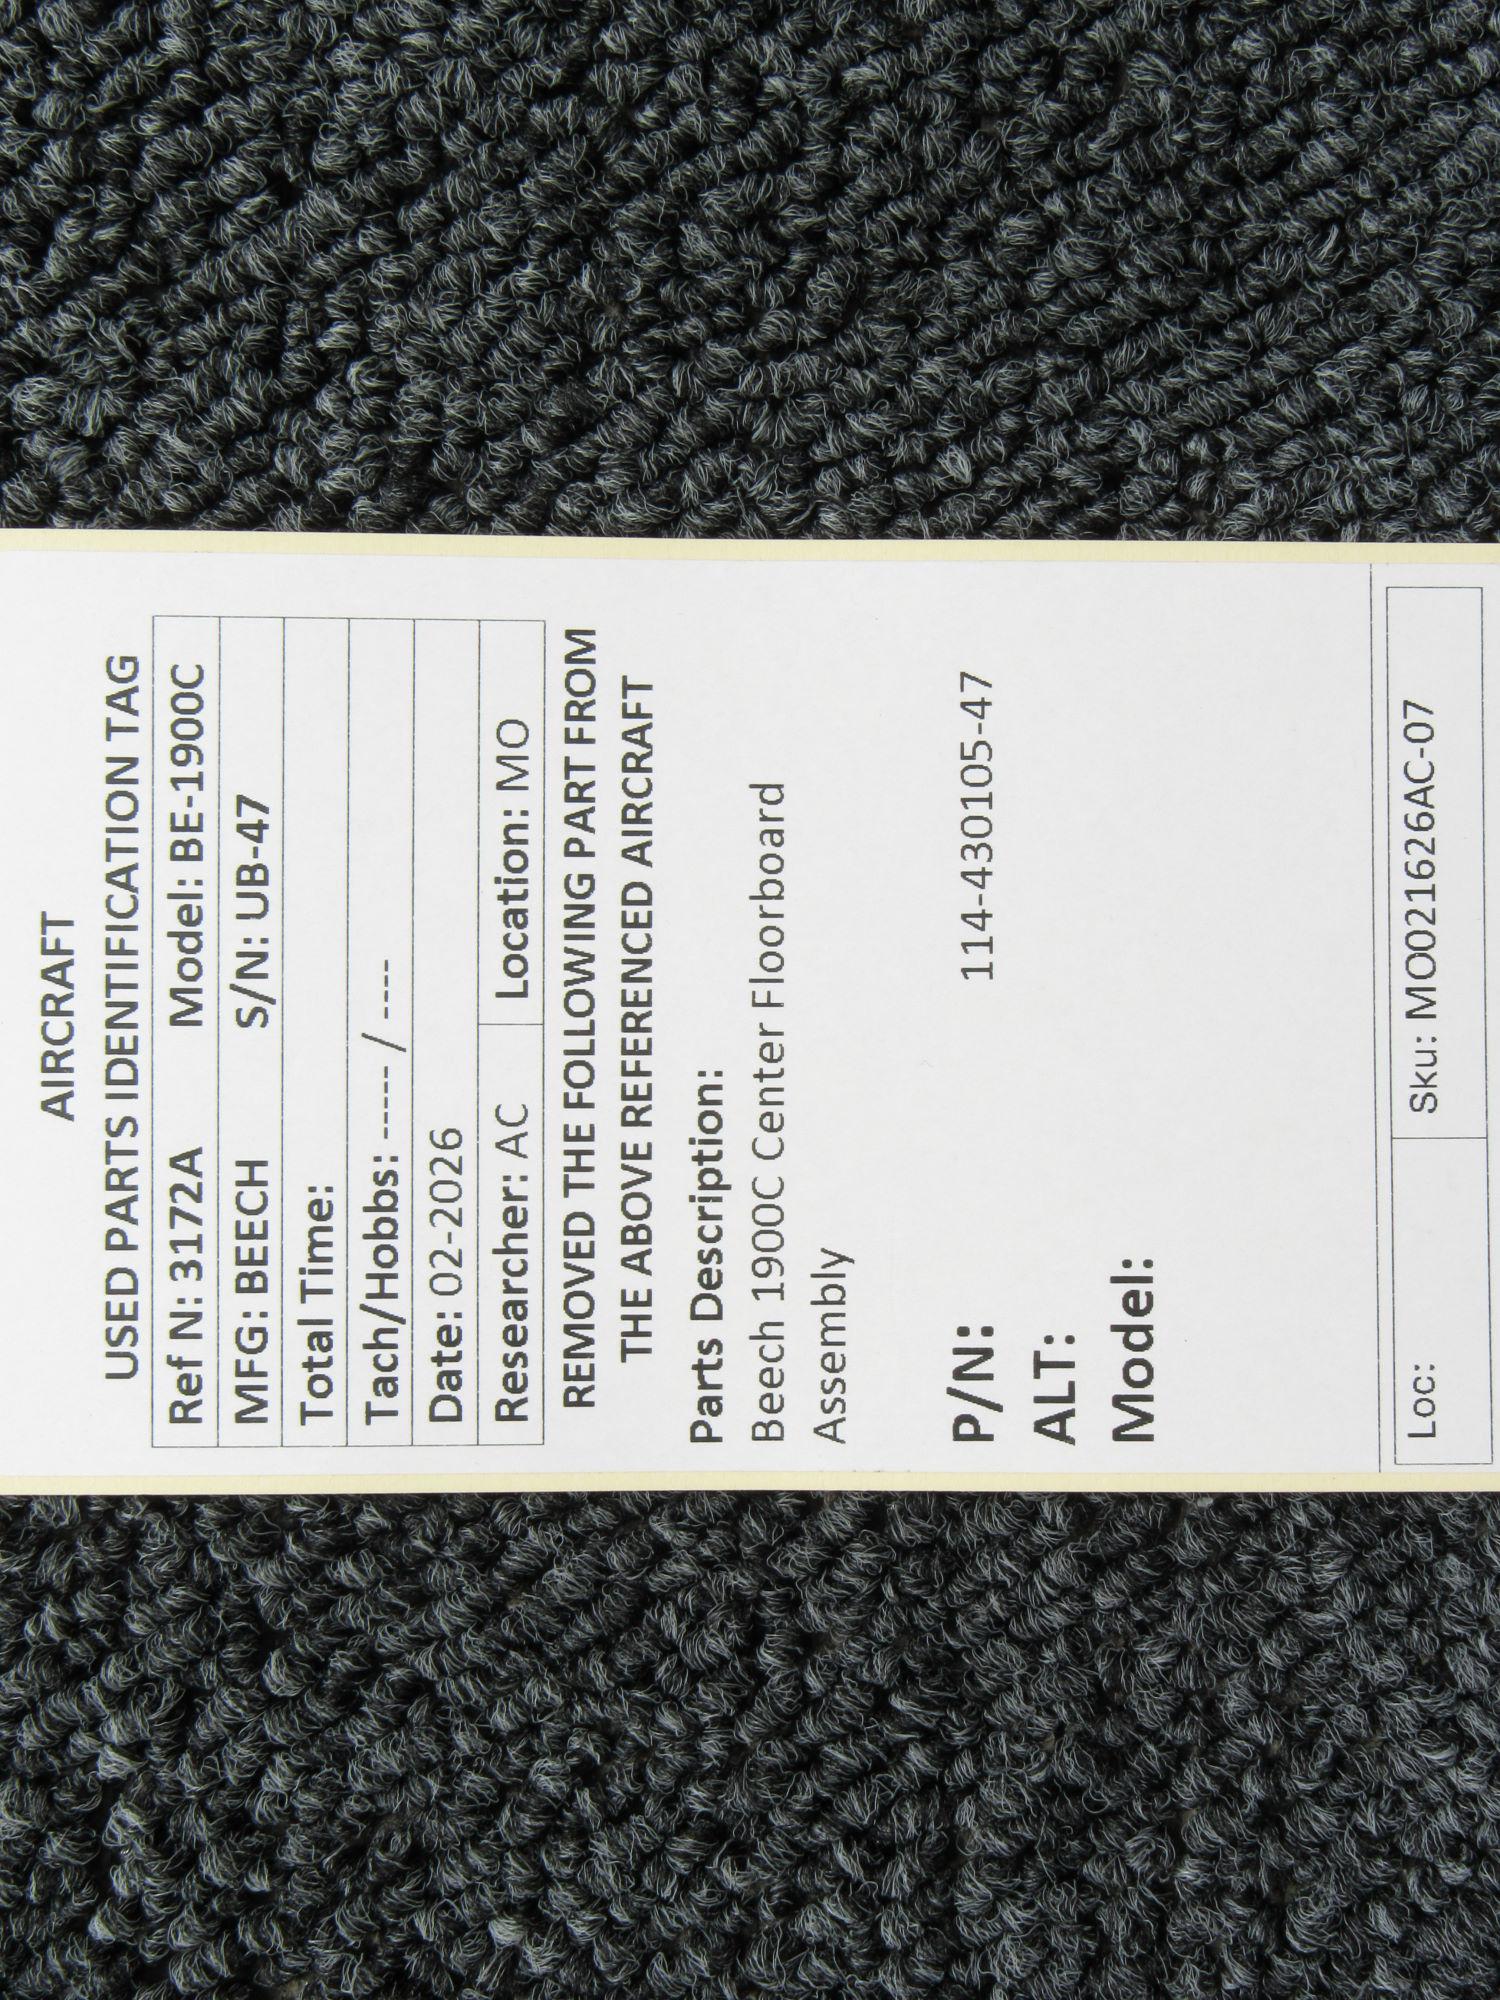 AIRCRAFT
USED PARTS IDENTIFICATION TAG
Ref N: 3172A Model: BE-1900C
MFG: BEECH S/N: UB-47
Total Time:
Tach/Hobbs: ----- / ----
Date: 02-2026
Researcher: AC Location: MO
REMOVED THE FOLLOWING PART FROM
THE ABOVE REFERENCED AIRCRAFT
Parts Description:
Beech 1900C Center Floorboard
Assembly
P/N: 114-430105-47
ALT:
Model:
Loc: Sku: MO021626AC-07